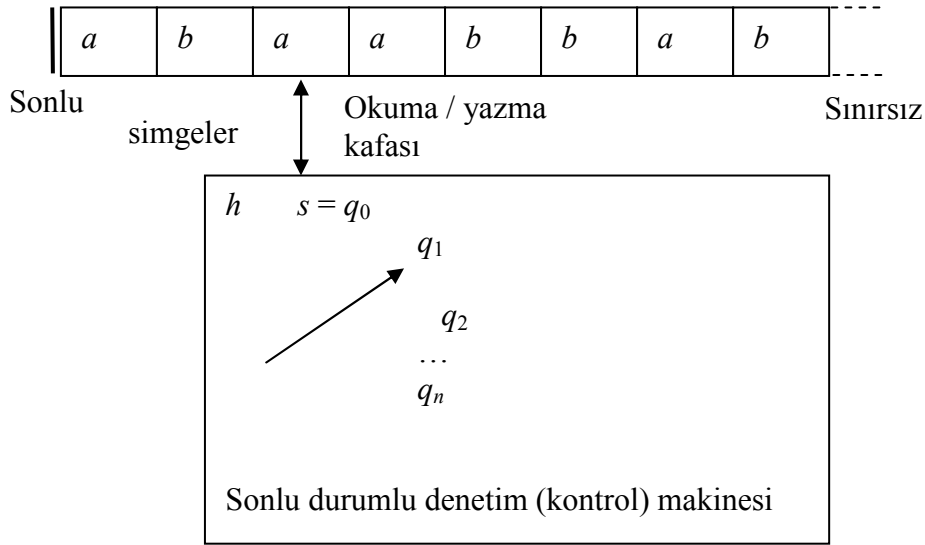 a b a a b b a b
Sonlu
simgeler
Okuma / yazma
kafası
Sınırsız
h s = q0
q1
q2
...
qn
Sonlu durumlu denetim (kontrol) makinesi